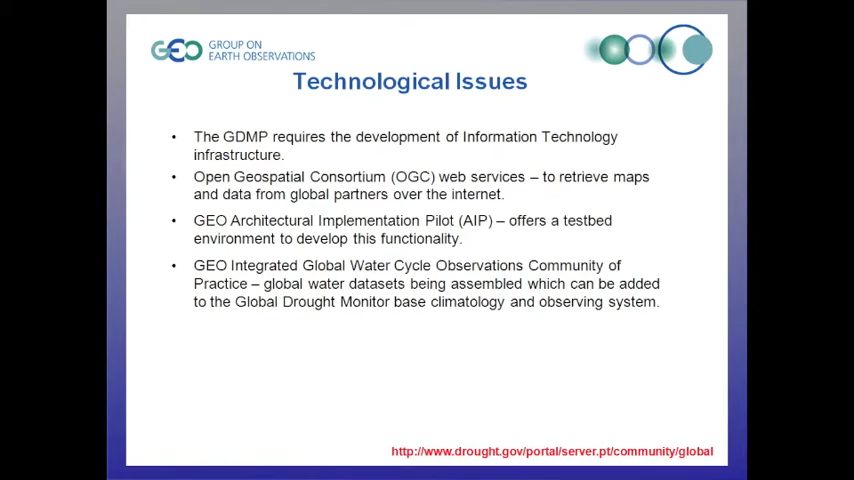 GEO GROUP ON
EARTH OBSERVATIONS
Technological Issues
• The GDMP requires the development of Information Technology
infrastructure.
• Open Geospatial Consortium (OGC) web services – to retrieve maps
and data from global partners over the internet.
• GEO Architectural Implementation Pilot (AIP) – offers a testbed
environment to develop this functionality.
• GEO Integrated Global Water Cycle Observations Community of
Practice – global water datasets being assembled which can be added
to the Global Drought Monitor base climatology and observing system.
http://www.drought.gov/portal/server.pt/community/global